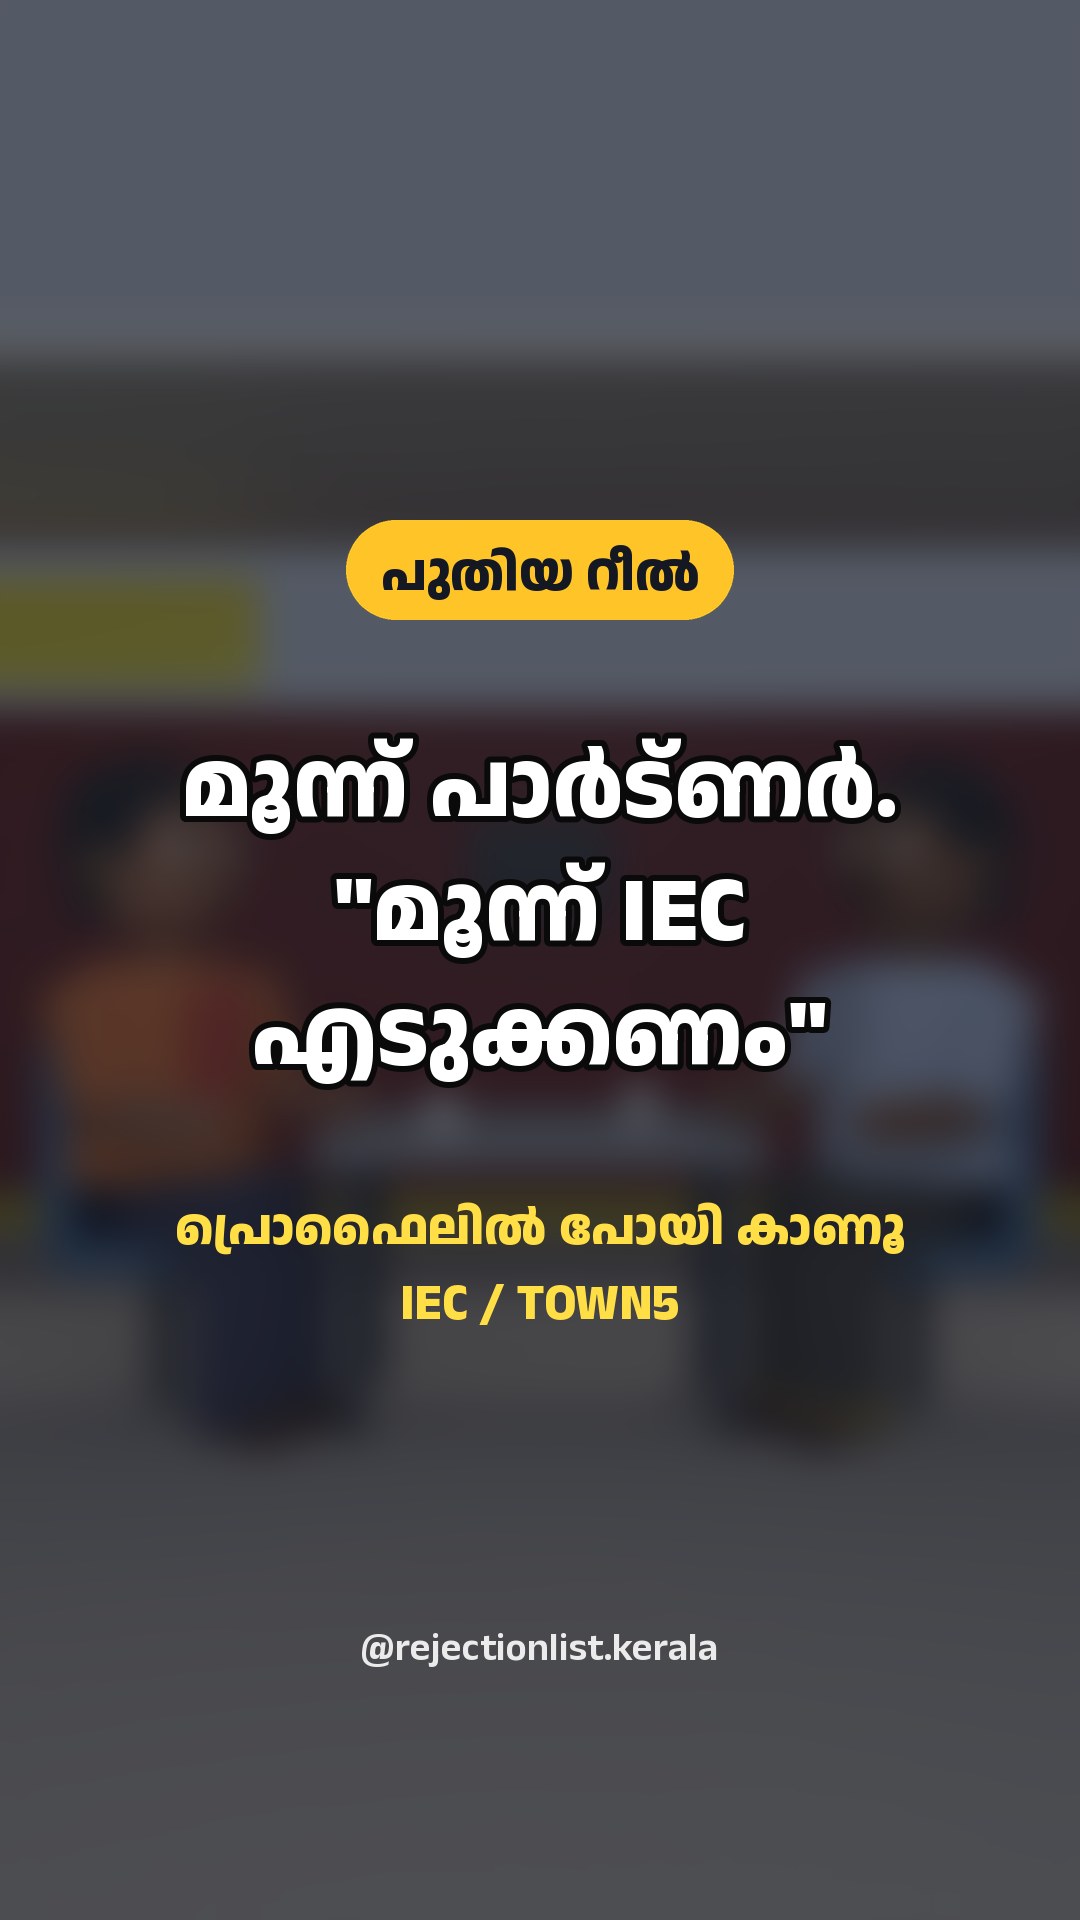 പുതിയ റീൽ
മൂന്ന് പാർട്ണർ.
"മൂന്ന് IEC
എടുക്കണം"
പ്രൊഫൈലിൽ പോയി കാണൂ
IEC / TOWN5
@rejectionlist.kerala